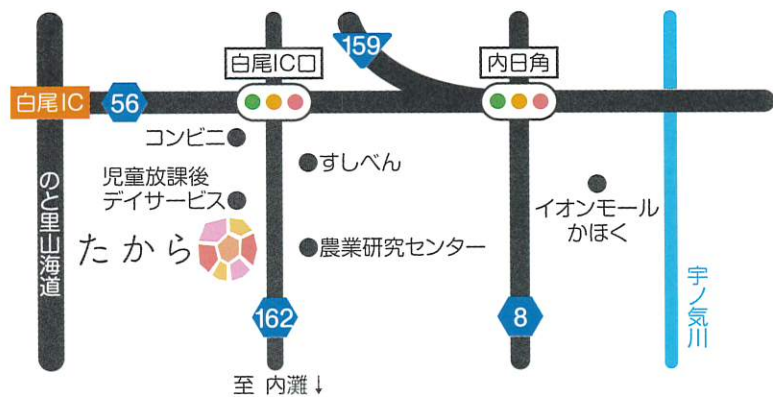 159
白尾IC口
内日角
白尾IC
56
コンビニ
すしべん
児童放課後
デイサービス
イオンモール
かほく
たから
農業研究センター
のと里山海道
宇ノ気川
162
8
至 内灘↓